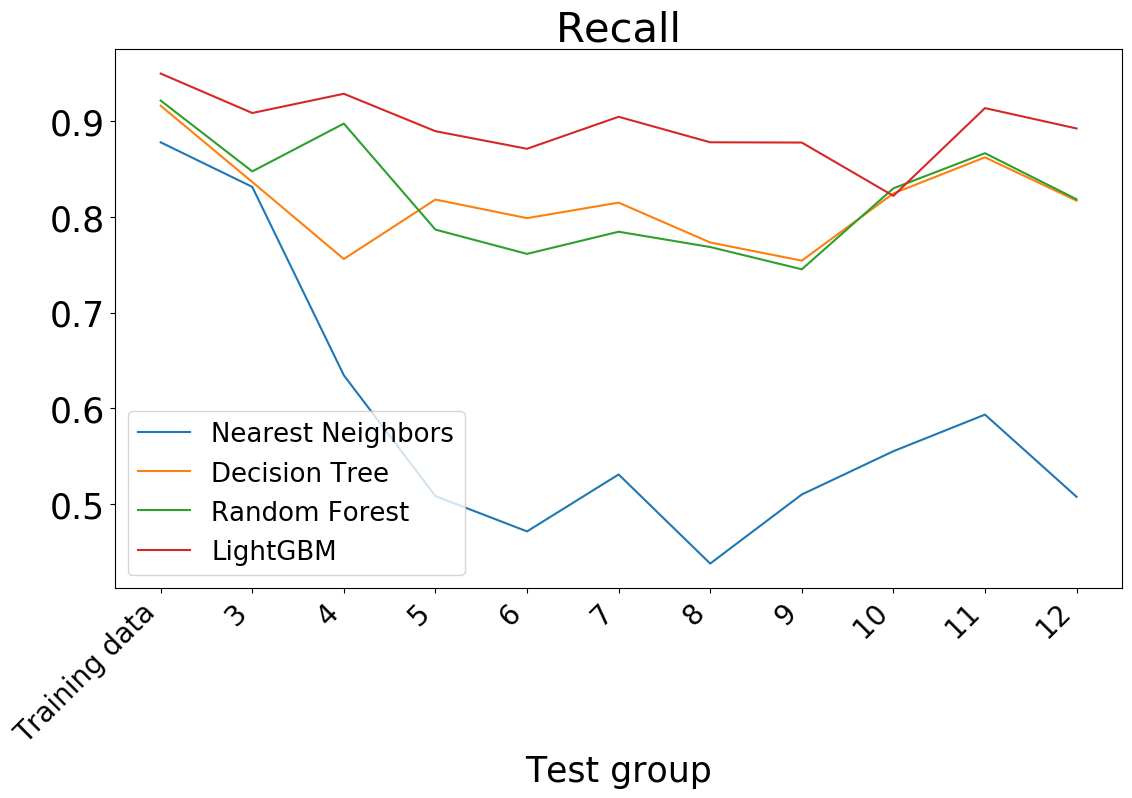 Recall
0.9
0.8
0.7
0.6
0.5
Nearest Neighbors
Decision Tree
Random Forest
LightGBM
Training data
3
4
5
6
7
8
9
10
11
12
Test group